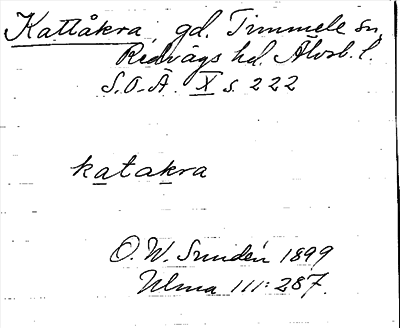 Kattåkra, gd. Timmele sn,
Redvägs hd. Älvsb. l.
S.O.Ä. X s. 222
katakra
O. W. Sundén 1899
Ulma 111:287.